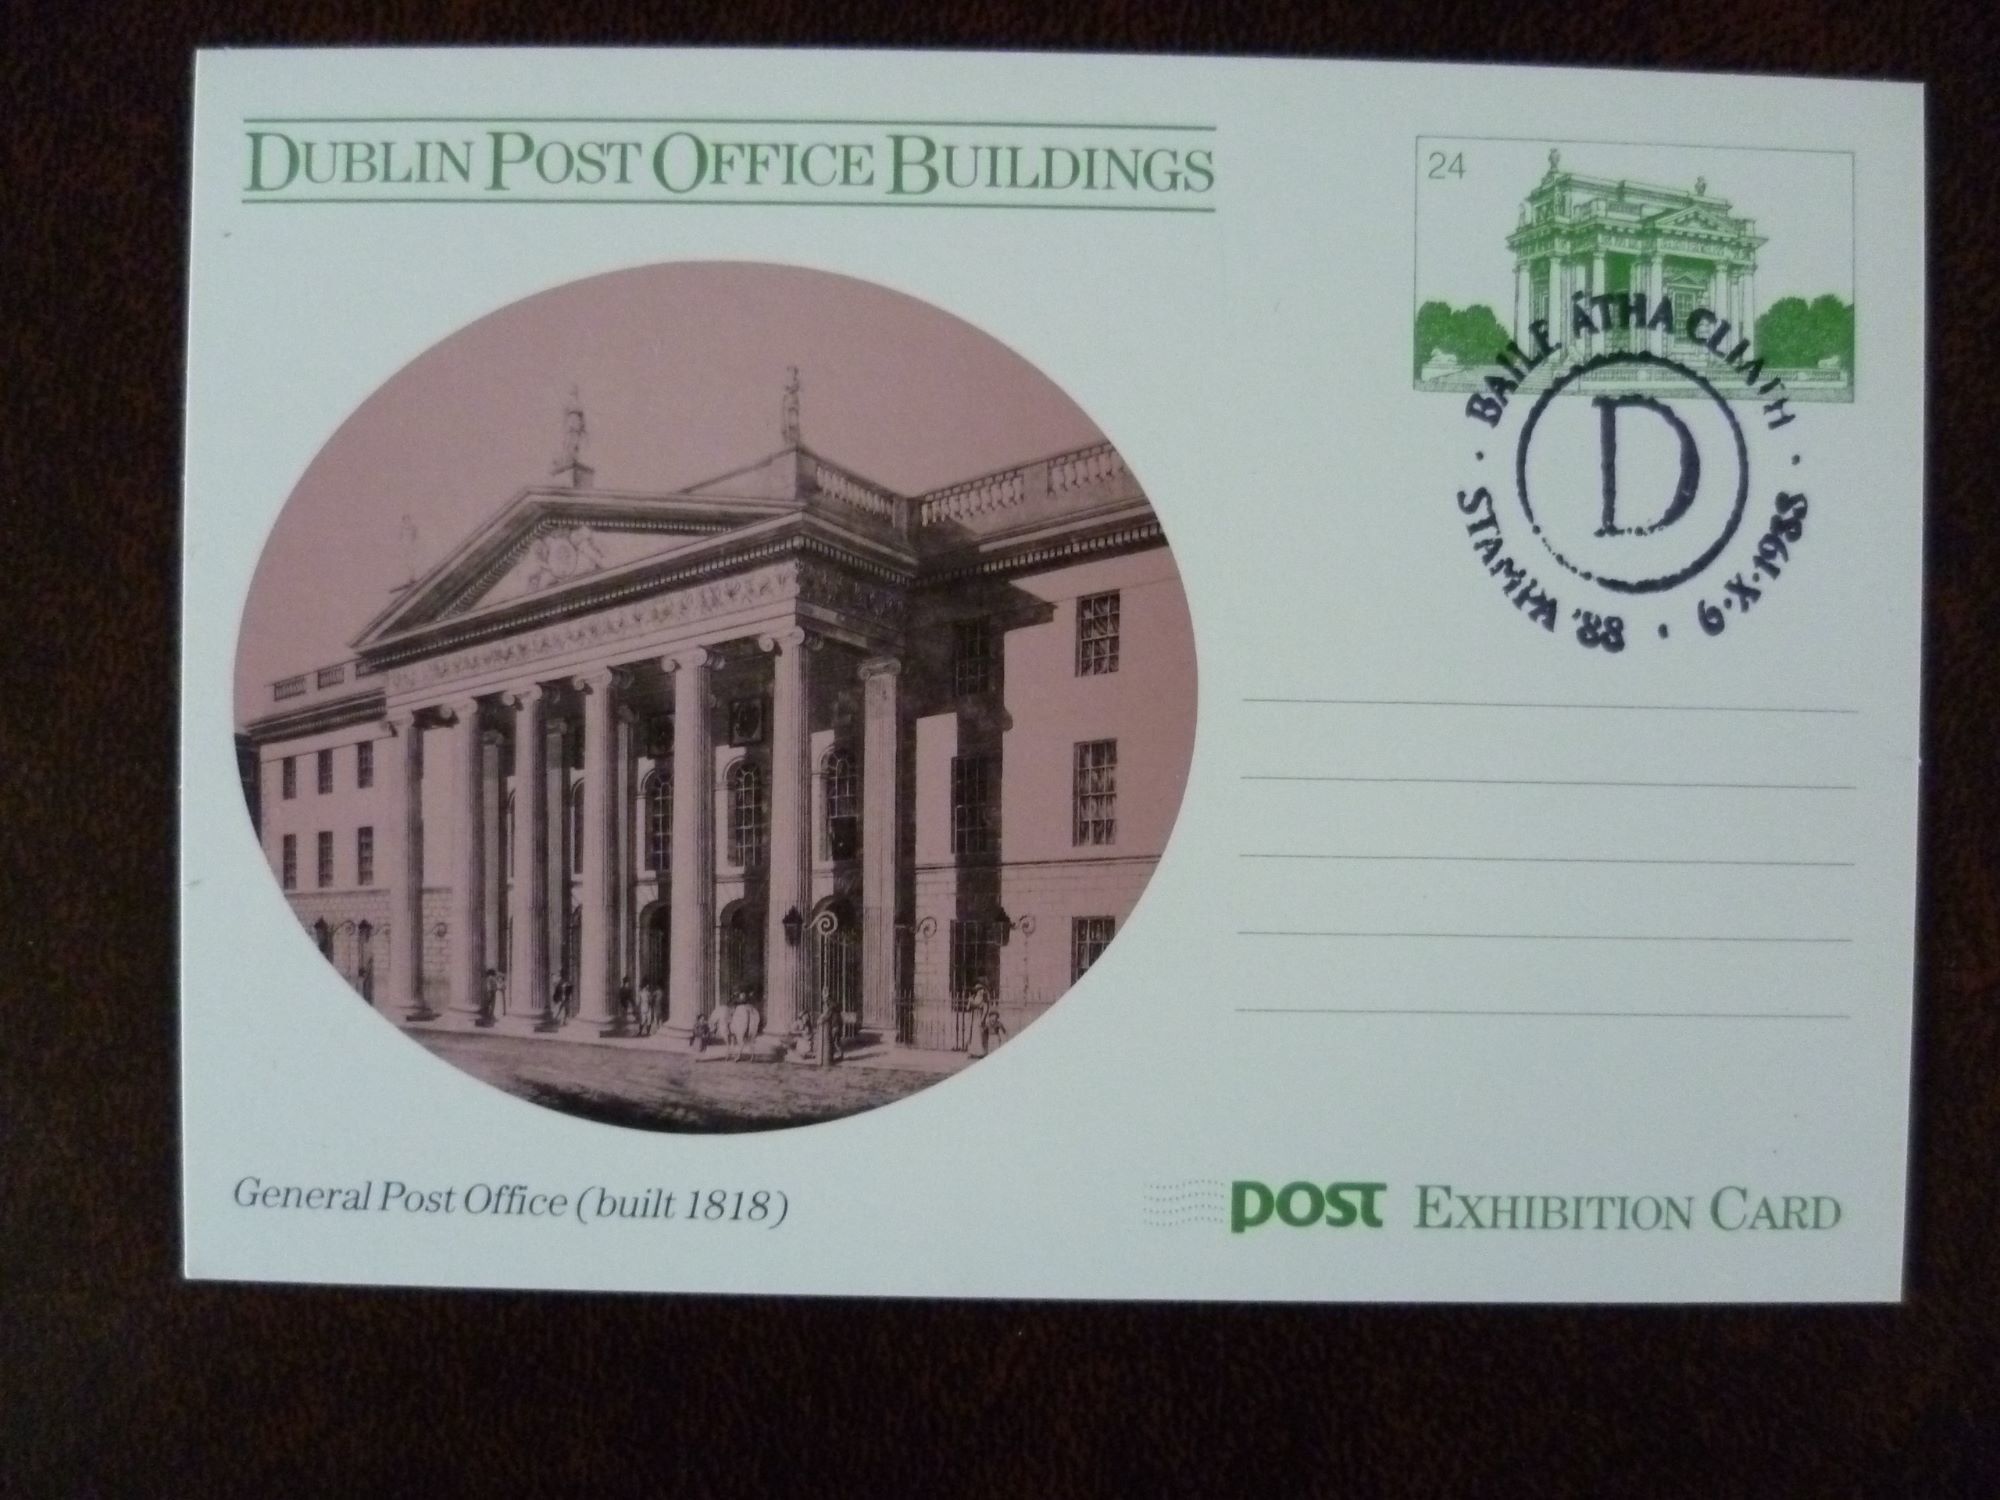 DUBLIN POST OFFICE BUILDINGS
24
· BAILE ÁTHA CLIATH ·
STAMPA '88 · 6·X·1988
D
General Post Office (built 1818)
post EXHIBITION CARD